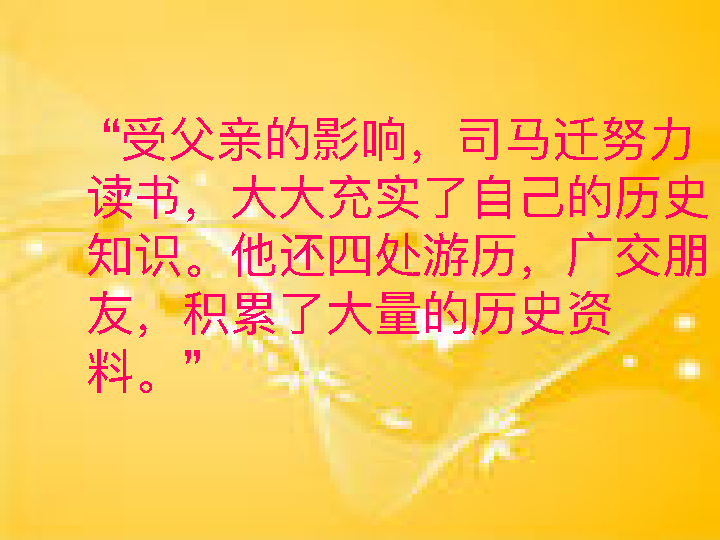 “受父亲的影响，司马迁努力
读书，大大充实了自己的历史
知识。他还四处游历，广交朋
友，积累了大量的历史资
料。”